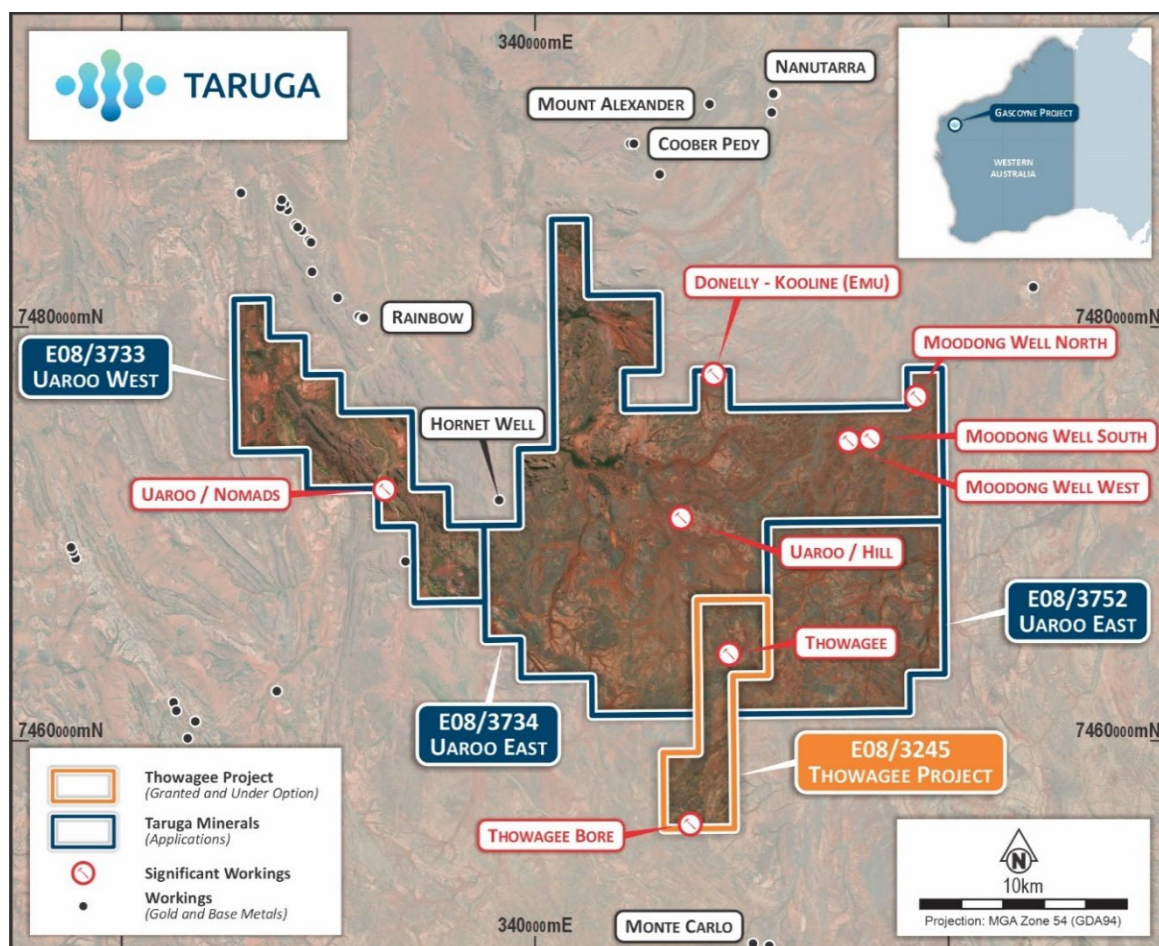 340000mE
TARUGA
NANUTARRA
MOUNT ALEXANDER
COOBER PEDY
GASCOYNE PROJECT
WESTERN
AUSTRALIA
DONELLY - KOOLINE (EMU)
7480000mN
7480000mN
RAINBOW
MOODONG WELL NORTH
E08/3733
UAROO WEST
HORNET WELL
MOODONG WELL SOUTH
MOODONG WELL WEST
UAROO / NOMADS
UAROO / HILL
E08/3752
UAROO EAST
THOWAGEE
E08/3734
UAROO EAST
7460000mN
7460000mN
E08/3245
THOWAGEE PROJECT
Thowagee Project
(Granted and Under Option)
Taruga Minerals
(Applications)
Significant Workings
Workings
(Gold and Base Metals)
THOWAGEE BORE
N
10km
Projection: MGA Zone 54 (GDA94)
340000mE
MONTE CARLO